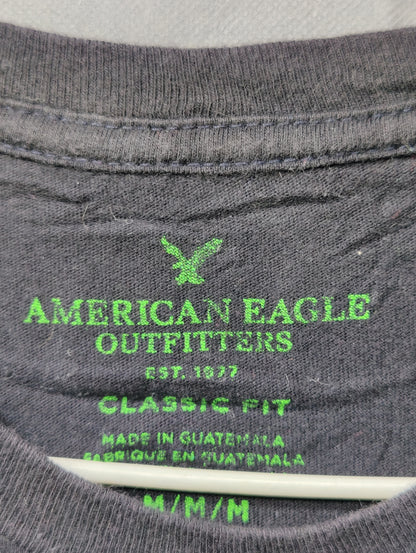 AMERICAN EAGLE
OUTFITTERS
EST. 1977
CLASSIC FIT
MADE IN GUATEMALA
FABRIQUE EN GUATEMALA
M/M/M